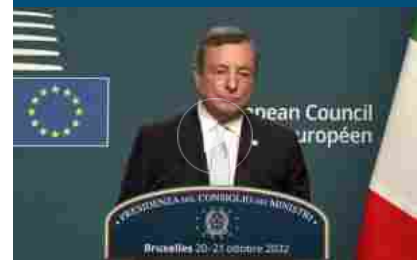 pean Council
uropéen
PRESIDENZA DEL CONSIGLIO DEI MINISTRI
Bruxelles 20-21 ottobre 2022